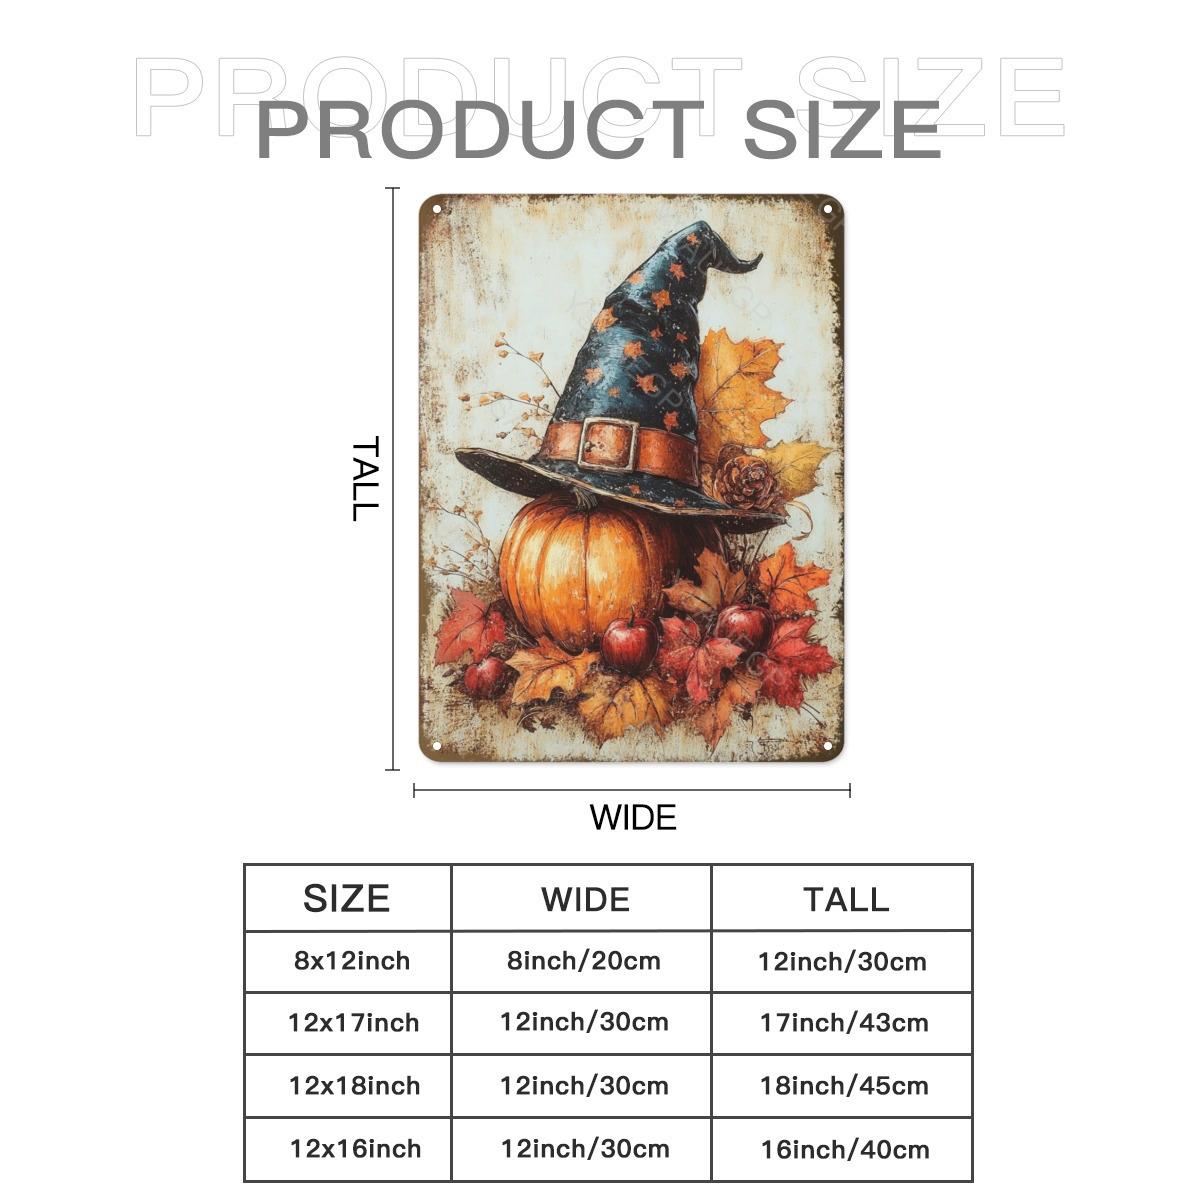 PRODUCT SIZE
PRODUCT SIZE
TALL
WIDE
SIZE WIDE TALL
8x12inch 8inch/20cm 12inch/30cm
12x17inch 12inch/30cm 17inch/43cm
12x18inch 12inch/30cm 18inch/45cm
12x16inch 12inch/30cm 16inch/40cm